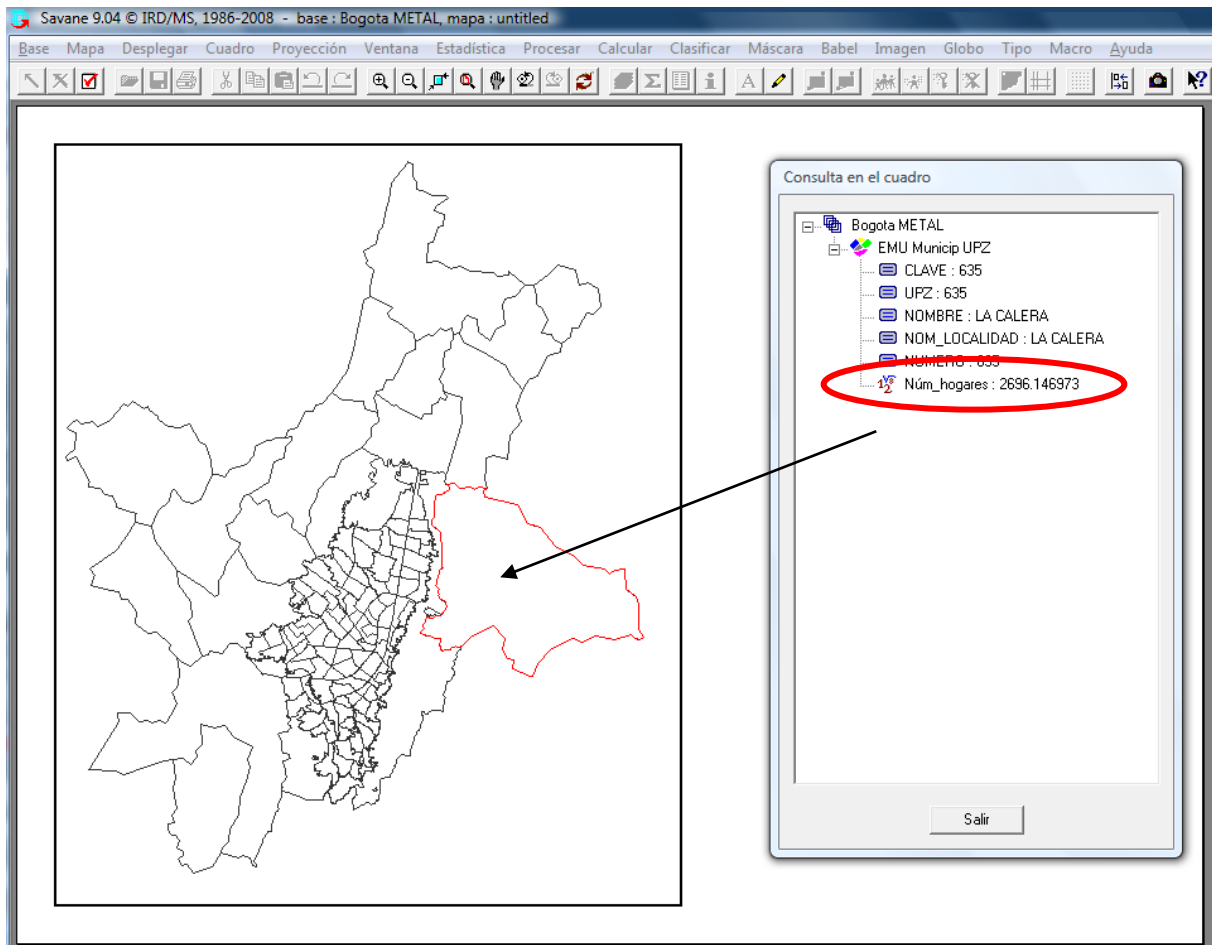 Savane 9.04 © IRD/MS, 1986-2008 - base : Bogota METAL, mapa : untitled
Base Mapa Desplegar Cuadro Proyección Ventana Estadística Procesar Calcular Clasificar Máscara Babel Imagen Globo Tipo Macro Ayuda
Consulta en el cuadro
Bogota METAL
EMU Municip UPZ
CLAVE : 635
UPZ : 635
NOMBRE : LA CALERA
NOM_LOCALIDAD : LA CALERA
NUMERO : 635
Núm_hogares : 2696.146973
Salir